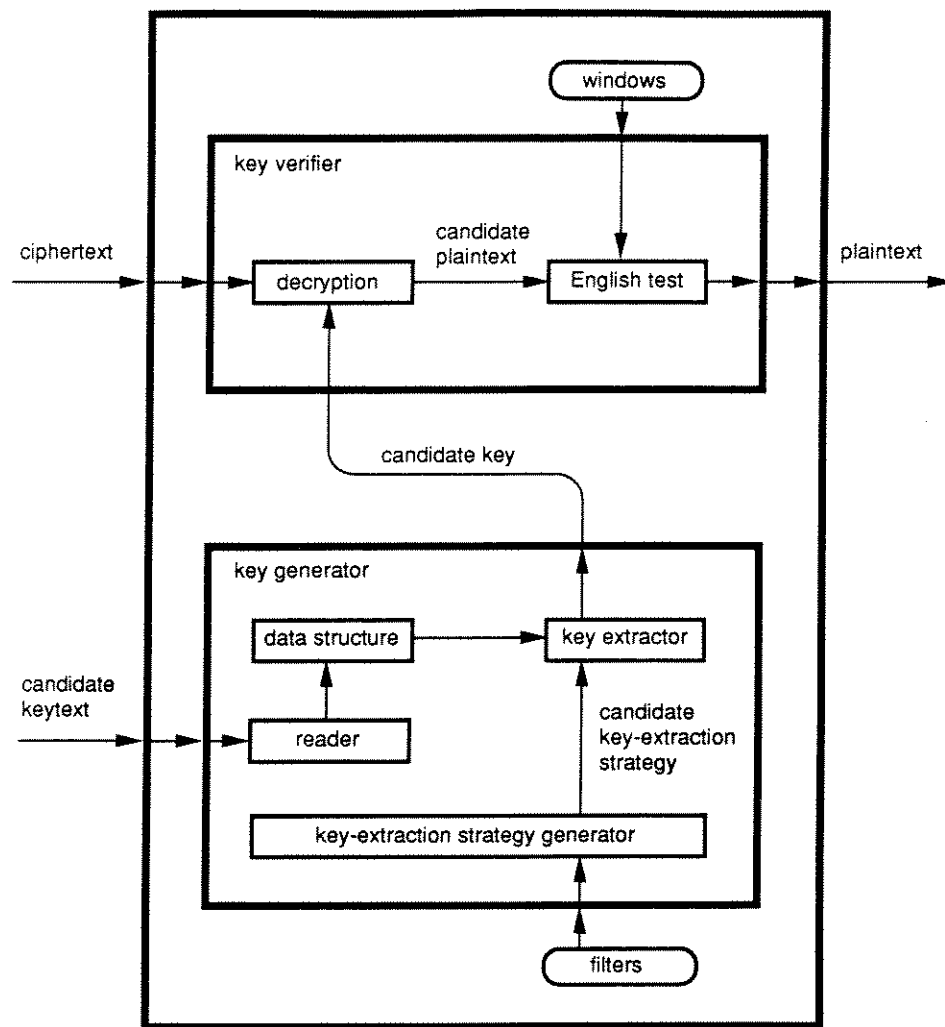 windows
key verifier
ciphertext
candidate
plaintext
plaintext
decryption
English test
candidate key
key generator
data structure
key extractor
candidate
keytext
reader
candidate
key-extraction
strategy
key-extraction strategy generator
filters